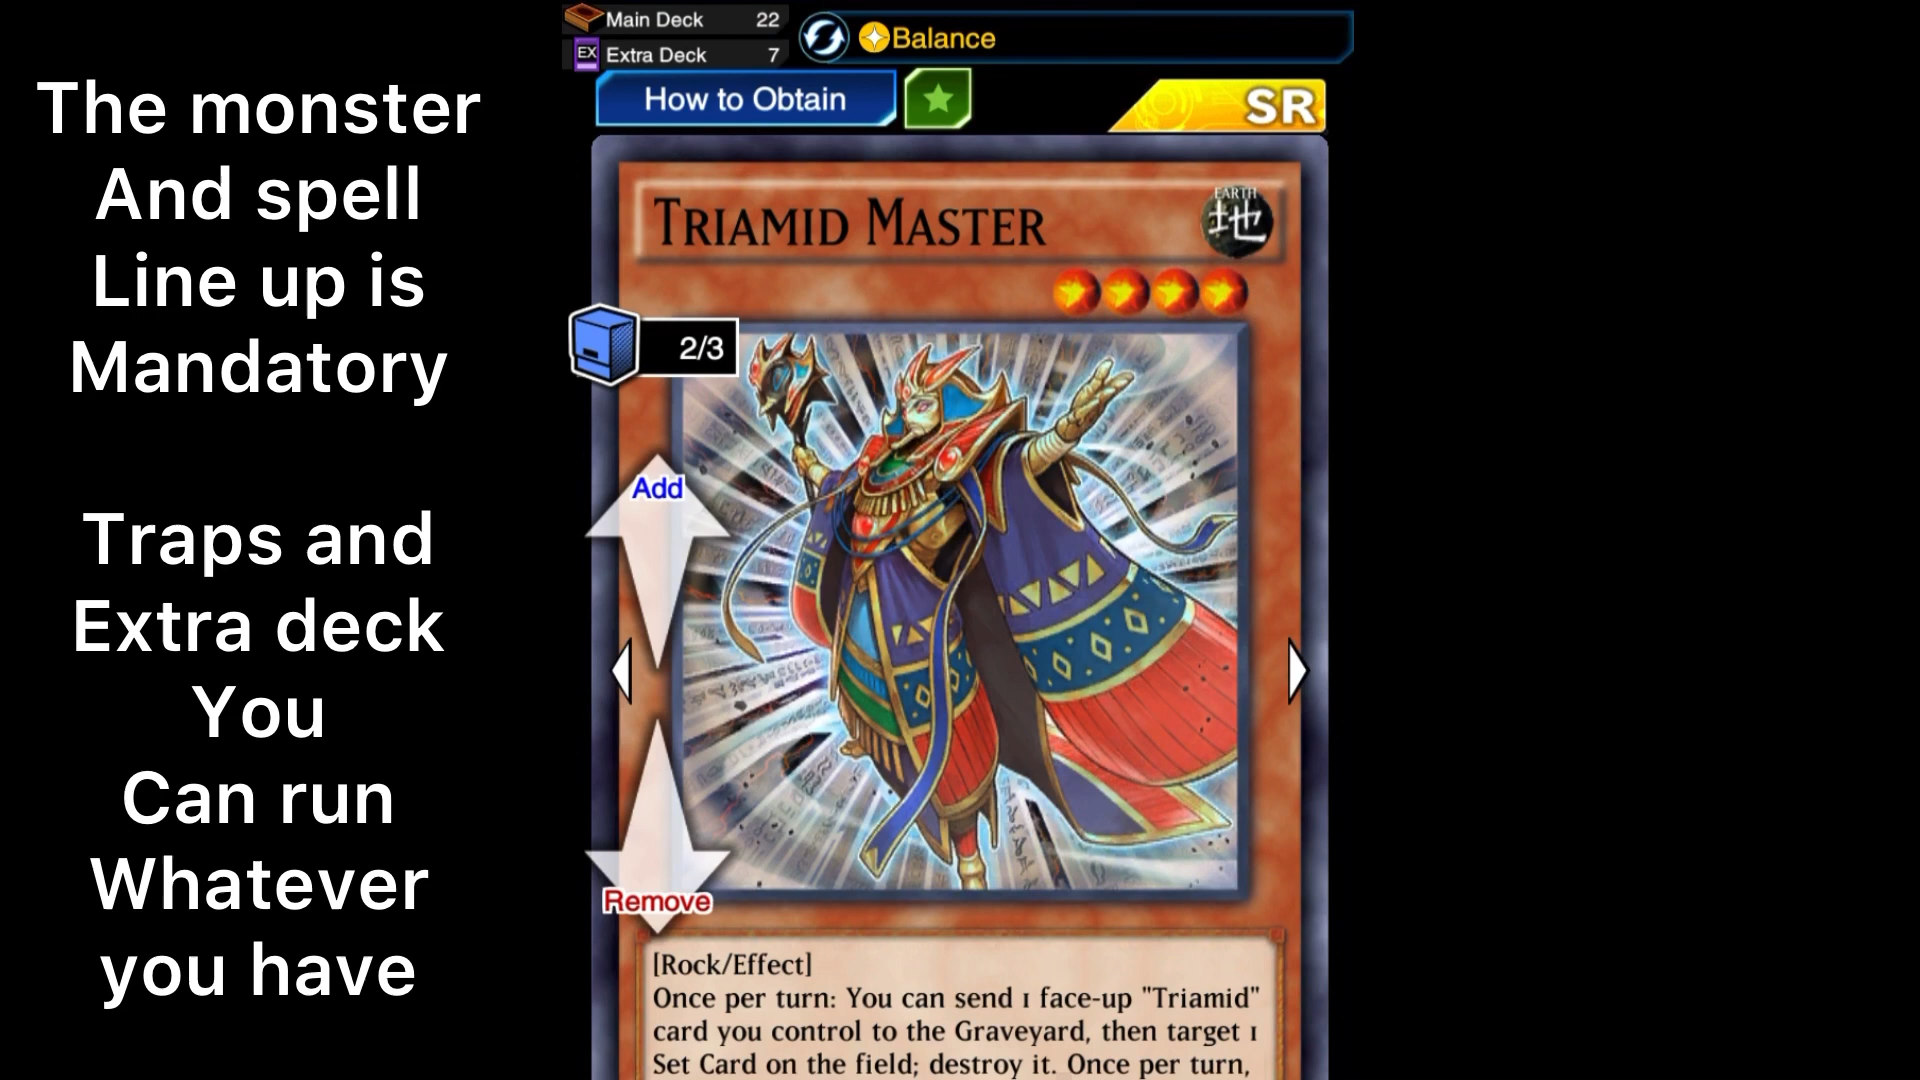 The monster
And spell
Line up is
Mandatory
Traps and
Extra deck
You
Can run
Whatever
you have
Main Deck 22
EX Extra Deck 7
Balance
How to Obtain
SR
TRIAMID MASTER
EARTH
地
2/3
Add
Remove
[Rock/Effect]
Once per turn: You can send 1 face-up "Triamid"
card you control to the Graveyard, then target 1
Set Card on the field; destroy it. Once per turn,